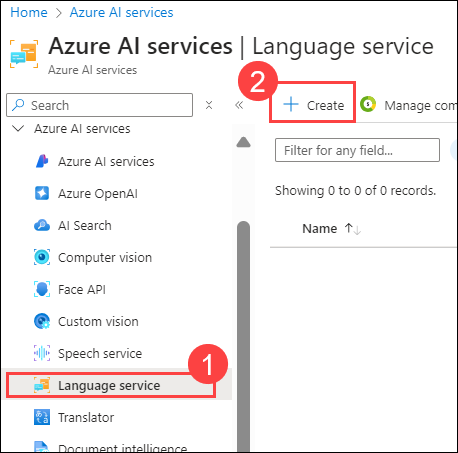 Home > Azure AI services
Azure AI services | Language service
Azure AI services
Search
«
2
+ Create
Manage com
Azure AI services
Azure AI services
Azure OpenAI
AI Search
Computer vision
Face API
Custom vision
Speech service
Language service
1
Translator
Document intelligence
Filter for any field...
Showing 0 to 0 of 0 records.
Name ↑↓